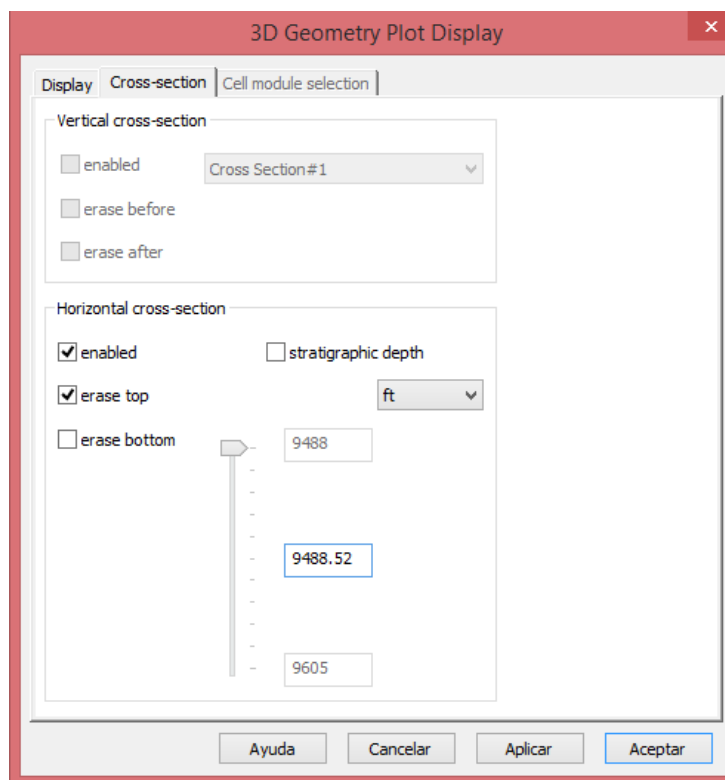 3D Geometry Plot Display
Display Cross-section Cell module selection
Vertical cross-section
enabled Cross Section#1
erase before
erase after
Horizontal cross-section
enabled stratigraphic depth
erase top ft
erase bottom 9488
9488.52
9605
Ayuda Cancelar Aplicar Aceptar